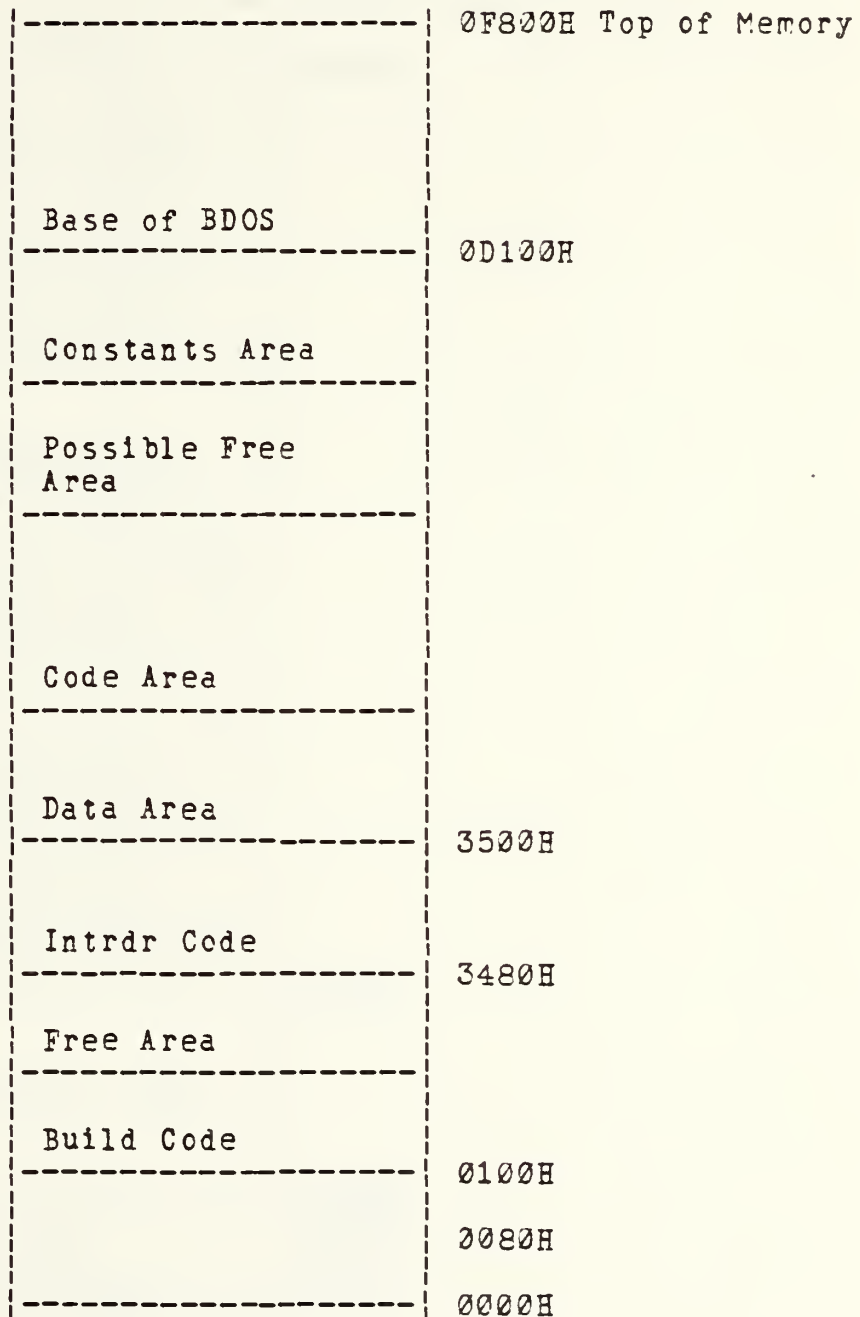 0F800H Top of Memory
Base of BDOS
0D100H
Constants Area
Possible Free
Area
Code Area
Data Area
3500H
Intrdr Code
3480H
Free Area
Build Code
0100H
0080H
0000H